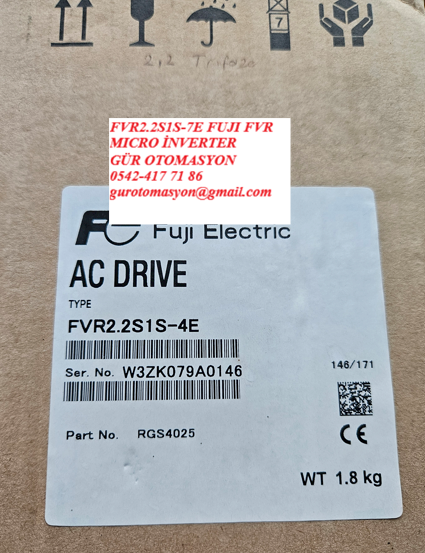 7
2,2 Trifaze
FVR2.2S1S-7E FUJI FVR
MICRO İNVERTER
GÜR OTOMASYON
0542-417 71 86
gurotomasyon@gmail.com
Fuji Electric
AC DRIVE
TYPE
FVR2.2S1S-4E
Ser. No. W3ZK079A0146
146/171
Part No. RGS4025
CE
WT 1.8 kg